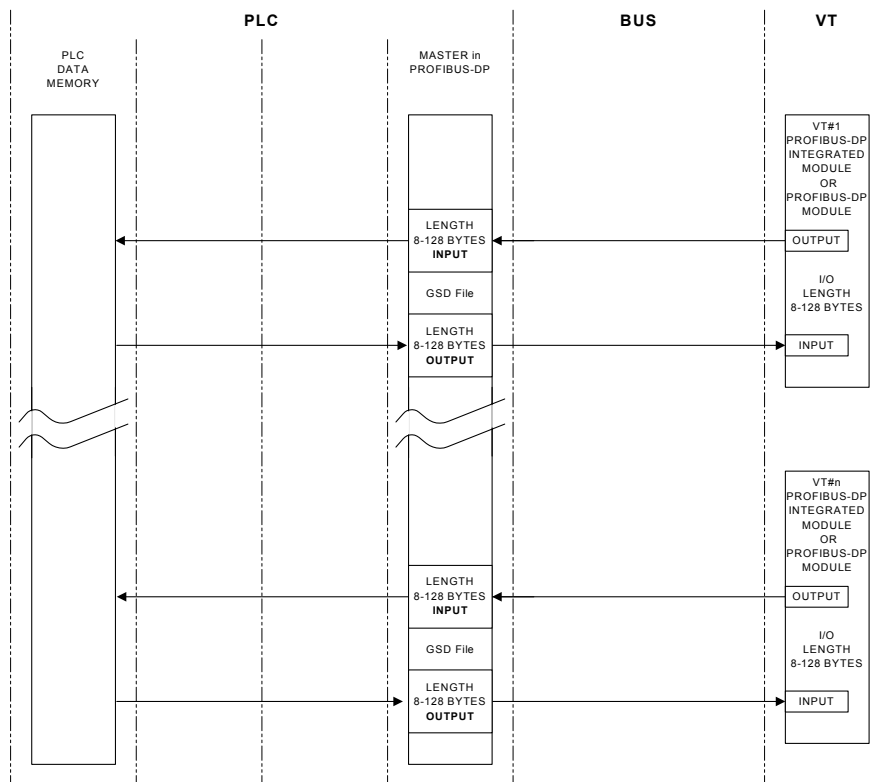 PLC
BUS
VT
PLC
DATA
MEMORY
MASTER in
PROFIBUS-DP
VT#1
PROFIBUS-DP
INTEGRATED
MODULE
OR
PROFIBUS-DP
MODULE
LENGTH
8-128 BYTES
INPUT
OUTPUT
GSD File
I/O
LENGTH
8-128 BYTES
LENGTH
8-128 BYTES
OUTPUT
INPUT
VT#n
PROFIBUS-DP
INTEGRATED
MODULE
OR
PROFIBUS-DP
MODULE
LENGTH
8-128 BYTES
INPUT
OUTPUT
GSD File
I/O
LENGTH
8-128 BYTES
LENGTH
8-128 BYTES
OUTPUT
INPUT